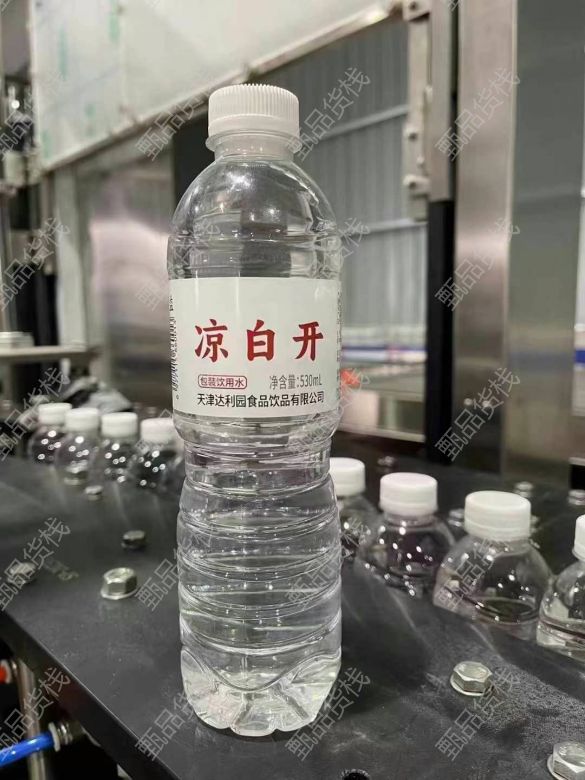 凉白开
包装饮用水
净含量:530mL
天津达利园食品饮品有限公司
甄品货栈